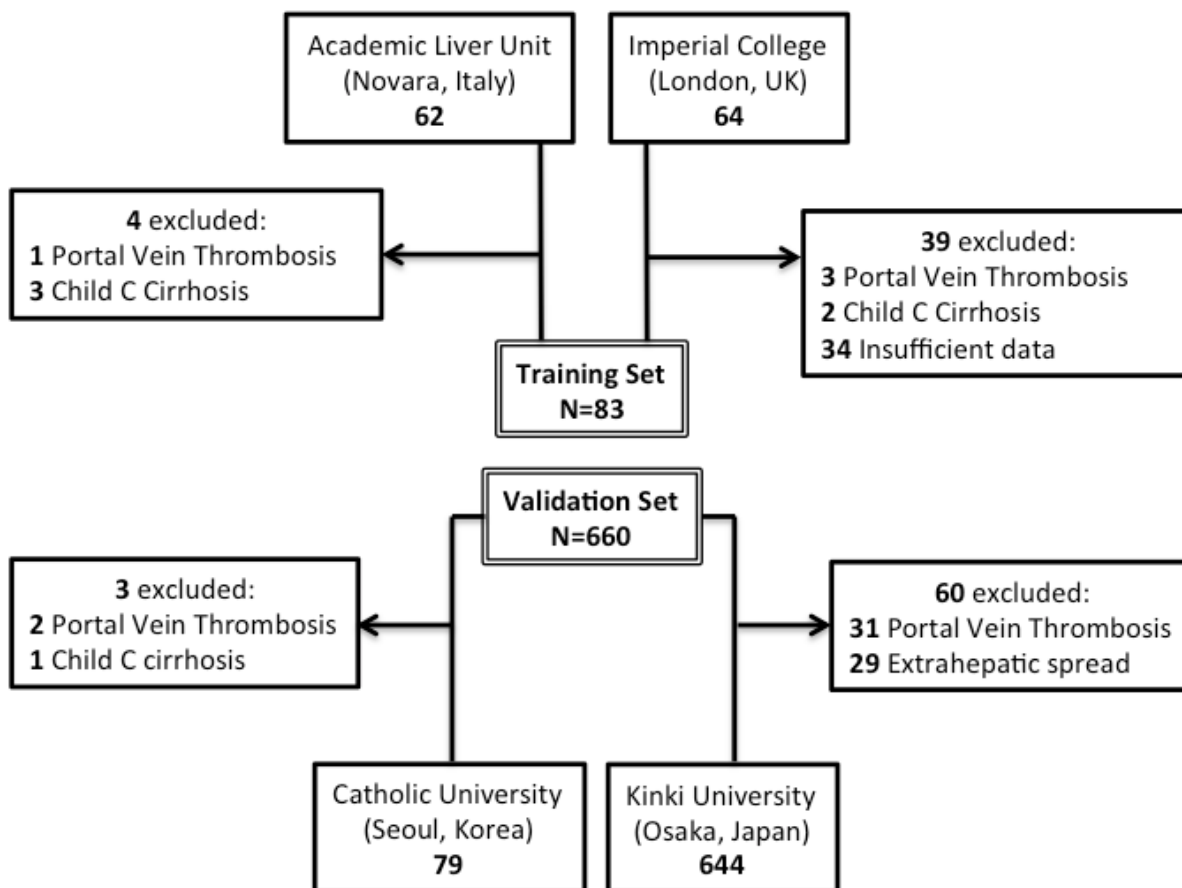 Academic Liver Unit
(Novara, Italy)
62
Imperial College
(London, UK)
64
4 excluded:
1 Portal Vein Thrombosis
3 Child C Cirrhosis
39 excluded:
3 Portal Vein Thrombosis
2 Child C Cirrhosis
34 Insufficient data
Training Set
N=83
Validation Set
N=660
3 excluded:
2 Portal Vein Thrombosis
1 Child C cirrhosis
60 excluded:
31 Portal Vein Thrombosis
29 Extrahepatic spread
Catholic University
(Seoul, Korea)
79
Kinki University
(Osaka, Japan)
644